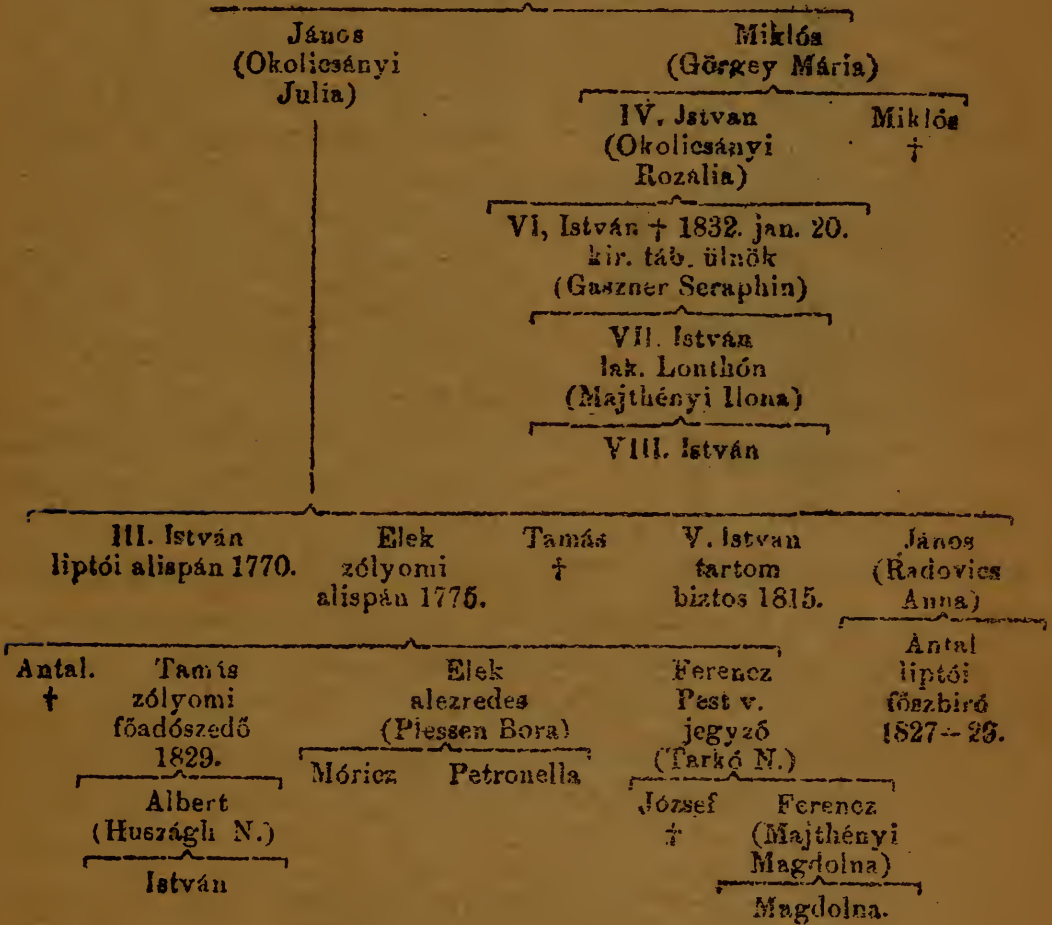 János
(Okolicsányi
Julia)
Miklós
(Görgey Mária)
IV. Istvan
(Okolicsányi
Rozália)
Miklós
†
VI, István † 1832. jan. 20.
kir. táb. ülnök
(Gaszner Seraphin)
VII. István
lak. Lonthón
(Majthényi Ilona)
VIII. István
III. István
liptói alispán 1770.
Elek
zólyomi
alispán 1775.
Tamás
†
V. Istvan
tartom
biztos 1815.
János
(Radovics
Anna)
Antal.
†
Tamás
zólyomi
főadószedő
1829.
Elek
alezredes
(Plessen Bora)
Ferencz
Pest v.
jegyző
(Tarkó N.)
Antal
liptói
főszbiró
1827–29.
Móricz
Petronella
Albert
(Huszágh N.)
István
József
†
Ferencz
(Majthényi
Magdolna)
Magdolna.